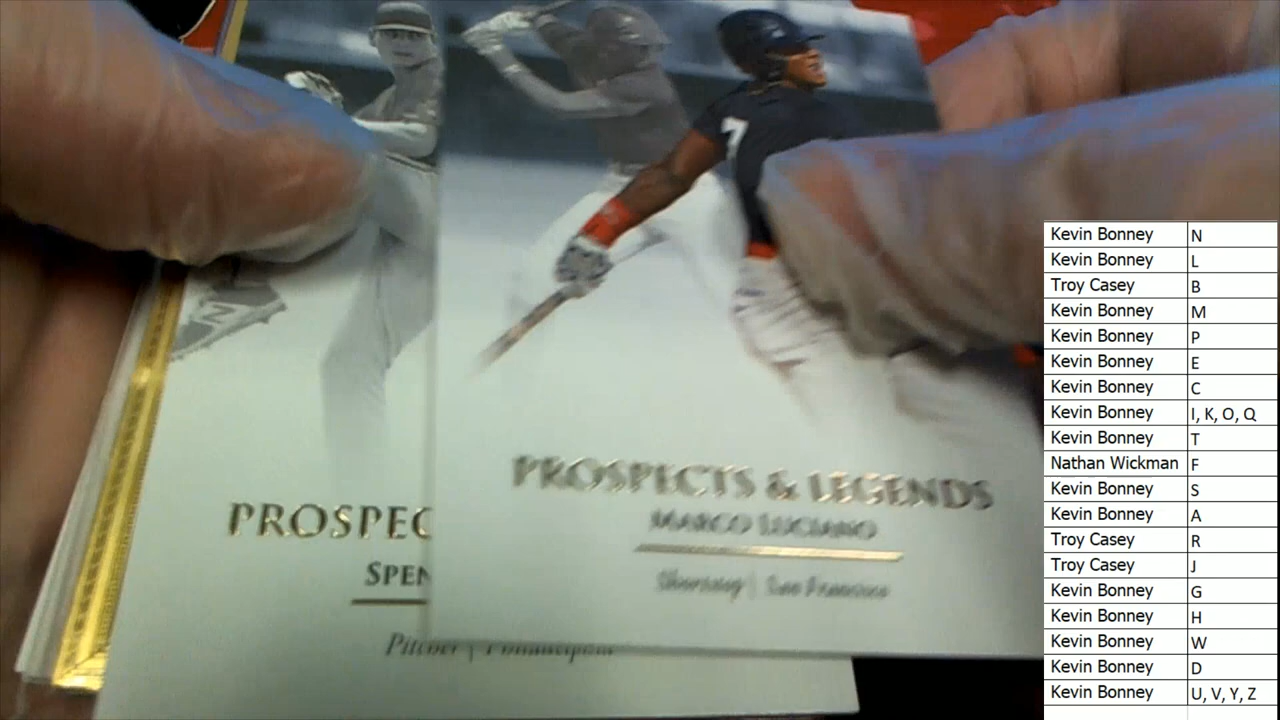 7
PROSPECTS & LEGENDS
MARCO LUCIANO
Shortstop | San Francisco
PROSPEC
SPEN
Pitcher | Philadelphia
Kevin Bonney N
Kevin Bonney L
Troy Casey B
Kevin Bonney M
Kevin Bonney P
Kevin Bonney E
Kevin Bonney C
Kevin Bonney I, K, O, Q
Kevin Bonney T
Nathan Wickman F
Kevin Bonney S
Kevin Bonney A
Troy Casey R
Troy Casey J
Kevin Bonney G
Kevin Bonney H
Kevin Bonney W
Kevin Bonney D
Kevin Bonney U, V, Y, Z